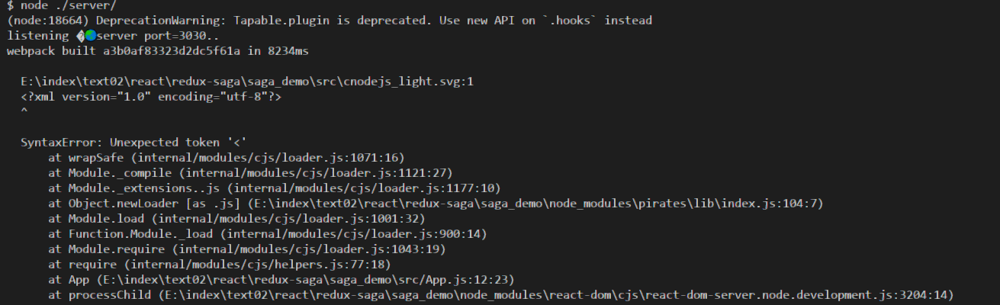 $ node ./server/
(node:18664) DeprecationWarning: Tapable.plugin is deprecated. Use new API on `.hooks` instead
listening �🌏server port=3030..
webpack built a3b0af83323d2dc5f61a in 8234ms
E:\index\text02\react\redux-saga\saga_demo\src\cnodejs_light.svg:1
<?xml version="1.0" encoding="utf-8"?>
^
SyntaxError: Unexpected token '<'
at wrapSafe (internal/modules/cjs/loader.js:1071:16)
at Module._compile (internal/modules/cjs/loader.js:1121:27)
at Module._extensions..js (internal/modules/cjs/loader.js:1177:10)
at Object.newLoader [as .js] (E:\index\text02\react\redux-saga\saga_demo\node_modules\pirates\lib\index.js:104:7)
at Module.load (internal/modules/cjs/loader.js:1001:32)
at Function.Module._load (internal/modules/cjs/loader.js:900:14)
at Module.require (internal/modules/cjs/loader.js:1043:19)
at require (internal/modules/cjs/helpers.js:77:18)
at App (E:\index\text02\react\redux-saga\saga_demo\src/App.js:12:23)
at processChild (E:\index\text02\react\redux-saga\saga_demo\node_modules\react-dom\cjs\react-dom-server.node.development.js:3204:14)